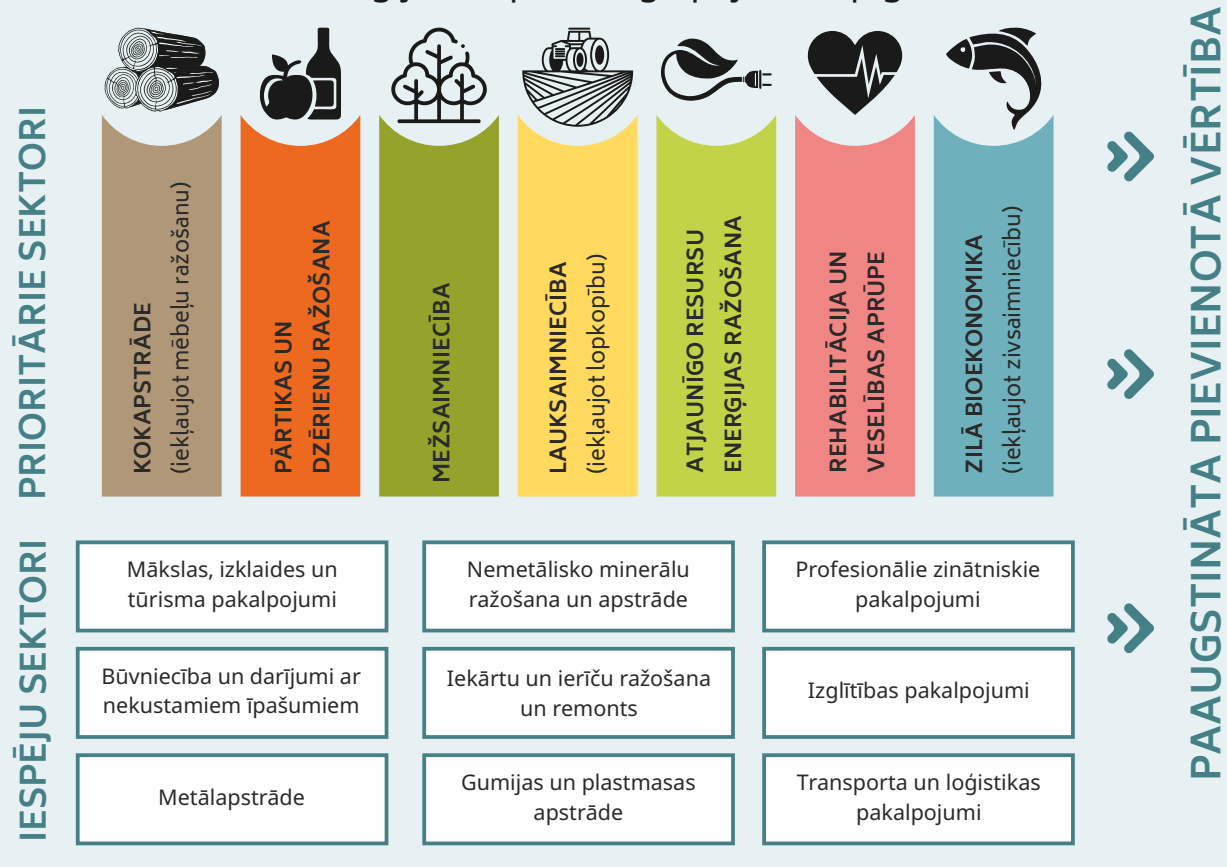 PRIORITĀRIE SEKTORI
KOKAPSTRĀDE
(iekļaujot mēbeļu ražošanu)
PĀRTIKAS UN
DZĒRIENU RAŽOŠANA
MEŽSAIMNIECĪBA
LAUKSAIMNIECĪBA
(iekļaujot lopkopību)
ATJAUNĪGO RESURSU
ENERĢIJAS RAŽOŠANA
REHABILITĀCIJA UN
VESELĪBAS APRŪPE
ZILĀ BIOEKONOMIKA
(iekļaujot zivsaimniecību)
IESPĒJU SEKTORI
Mākslas, izklaides un
tūrisma pakalpojumi
Nemetālisko minerālu
ražošana un apstrāde
Profesionālie zinātniskie
pakalpojumi
Būvniecība un darījumi ar
nekustamiem īpašumiem
Iekārtu un ierīču ražošana
un remonts
Izglītības pakalpojumi
Metālapstrāde
Gumijas un plastmasas
apstrāde
Transporta un loģistikas
pakalpojumi
PAAUGSTINĀTA PIEVIENOTĀ VĒRTĪBA